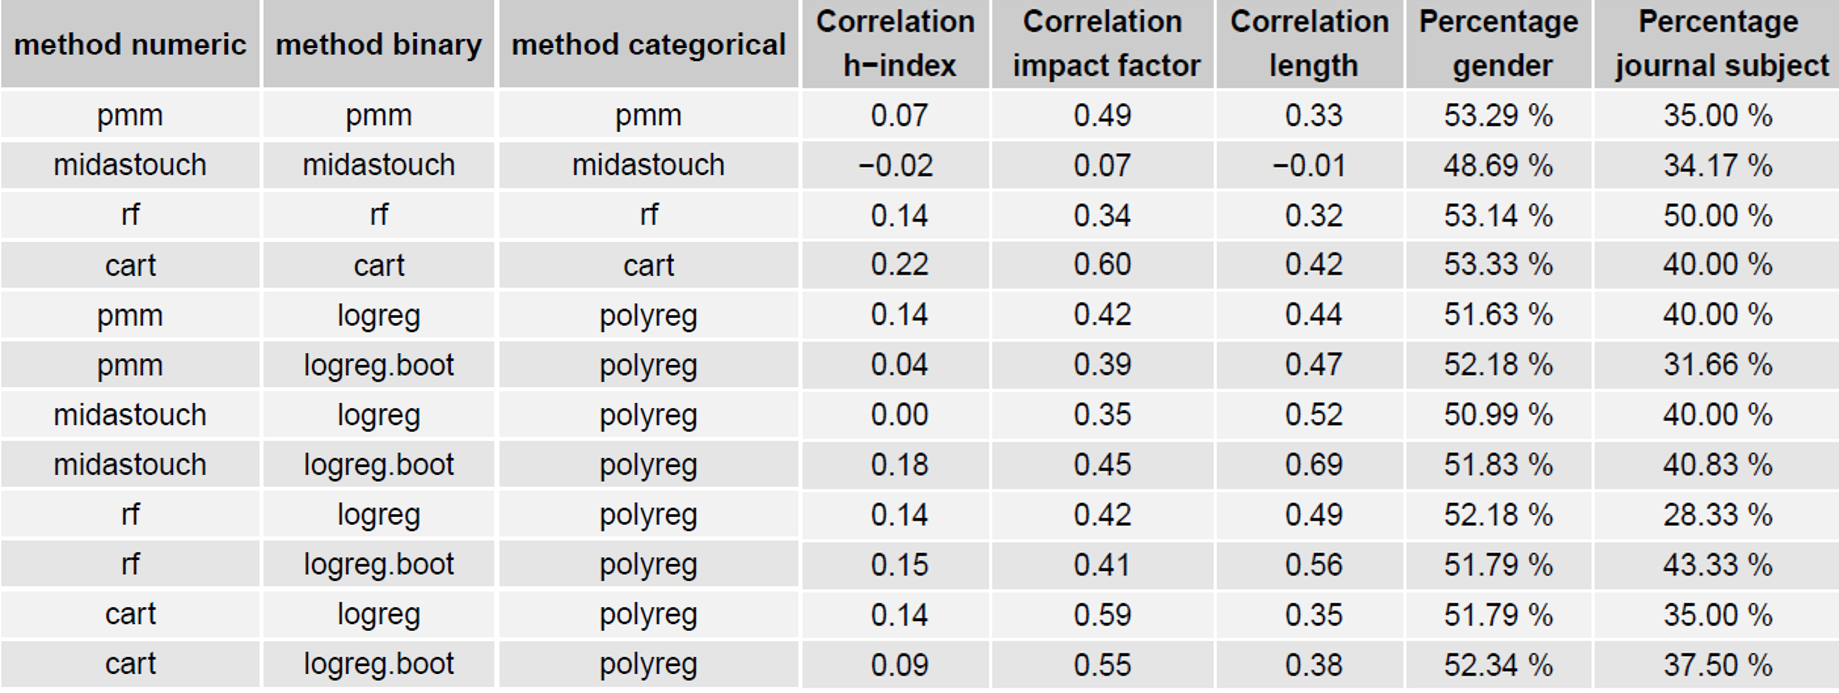 method numeric method binary method categorical Correlation h−index Correlation impact factor Correlation length Percentage gender Percentage journal subject
pmm pmm pmm 0.07 0.49 0.33 53.29 % 35.00 %
midastouch midastouch midastouch −0.02 0.07 −0.01 48.69 % 34.17 %
rf rf rf 0.14 0.34 0.32 53.14 % 50.00 %
cart cart cart 0.22 0.60 0.42 53.33 % 40.00 %
pmm logreg polyreg 0.14 0.42 0.44 51.63 % 40.00 %
pmm logreg.boot polyreg 0.04 0.39 0.47 52.18 % 31.66 %
midastouch logreg polyreg 0.00 0.35 0.52 50.99 % 40.00 %
midastouch logreg.boot polyreg 0.18 0.45 0.69 51.83 % 40.83 %
rf logreg polyreg 0.14 0.42 0.49 52.18 % 28.33 %
rf logreg.boot polyreg 0.15 0.41 0.56 51.79 % 43.33 %
cart logreg polyreg 0.14 0.59 0.35 51.79 % 35.00 %
cart logreg.boot polyreg 0.09 0.55 0.38 52.34 % 37.50 %